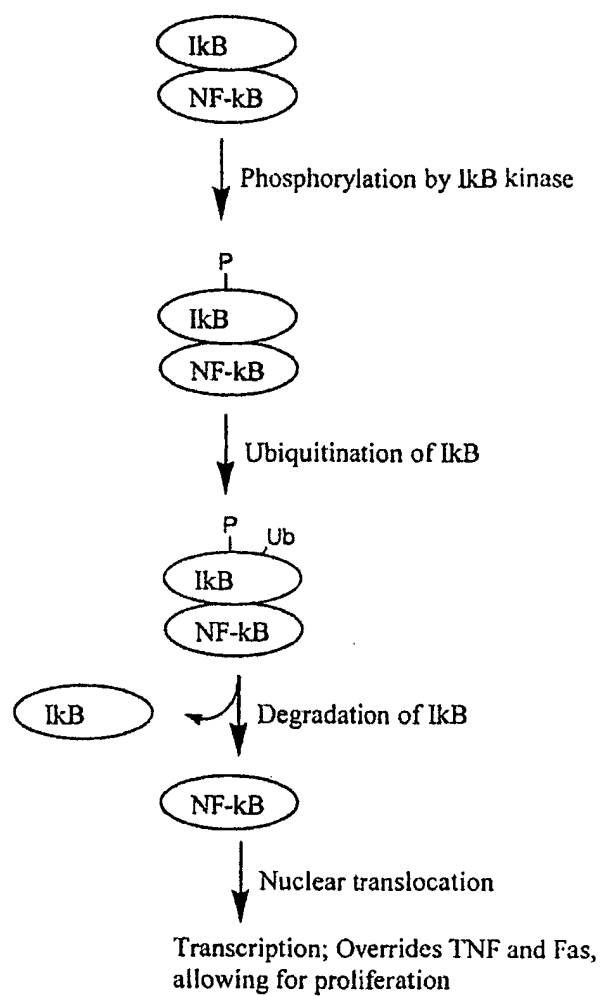 IkB
NF-kB
Phosphorylation by IkB kinase
P
IkB
NF-kB
Ubiquitination of IkB
P
Ub
IkB
NF-kB
IkB
Degradation of IkB
NF-kB
Nuclear translocation
Transcription; Overrides TNF and Fas,
allowing for proliferation